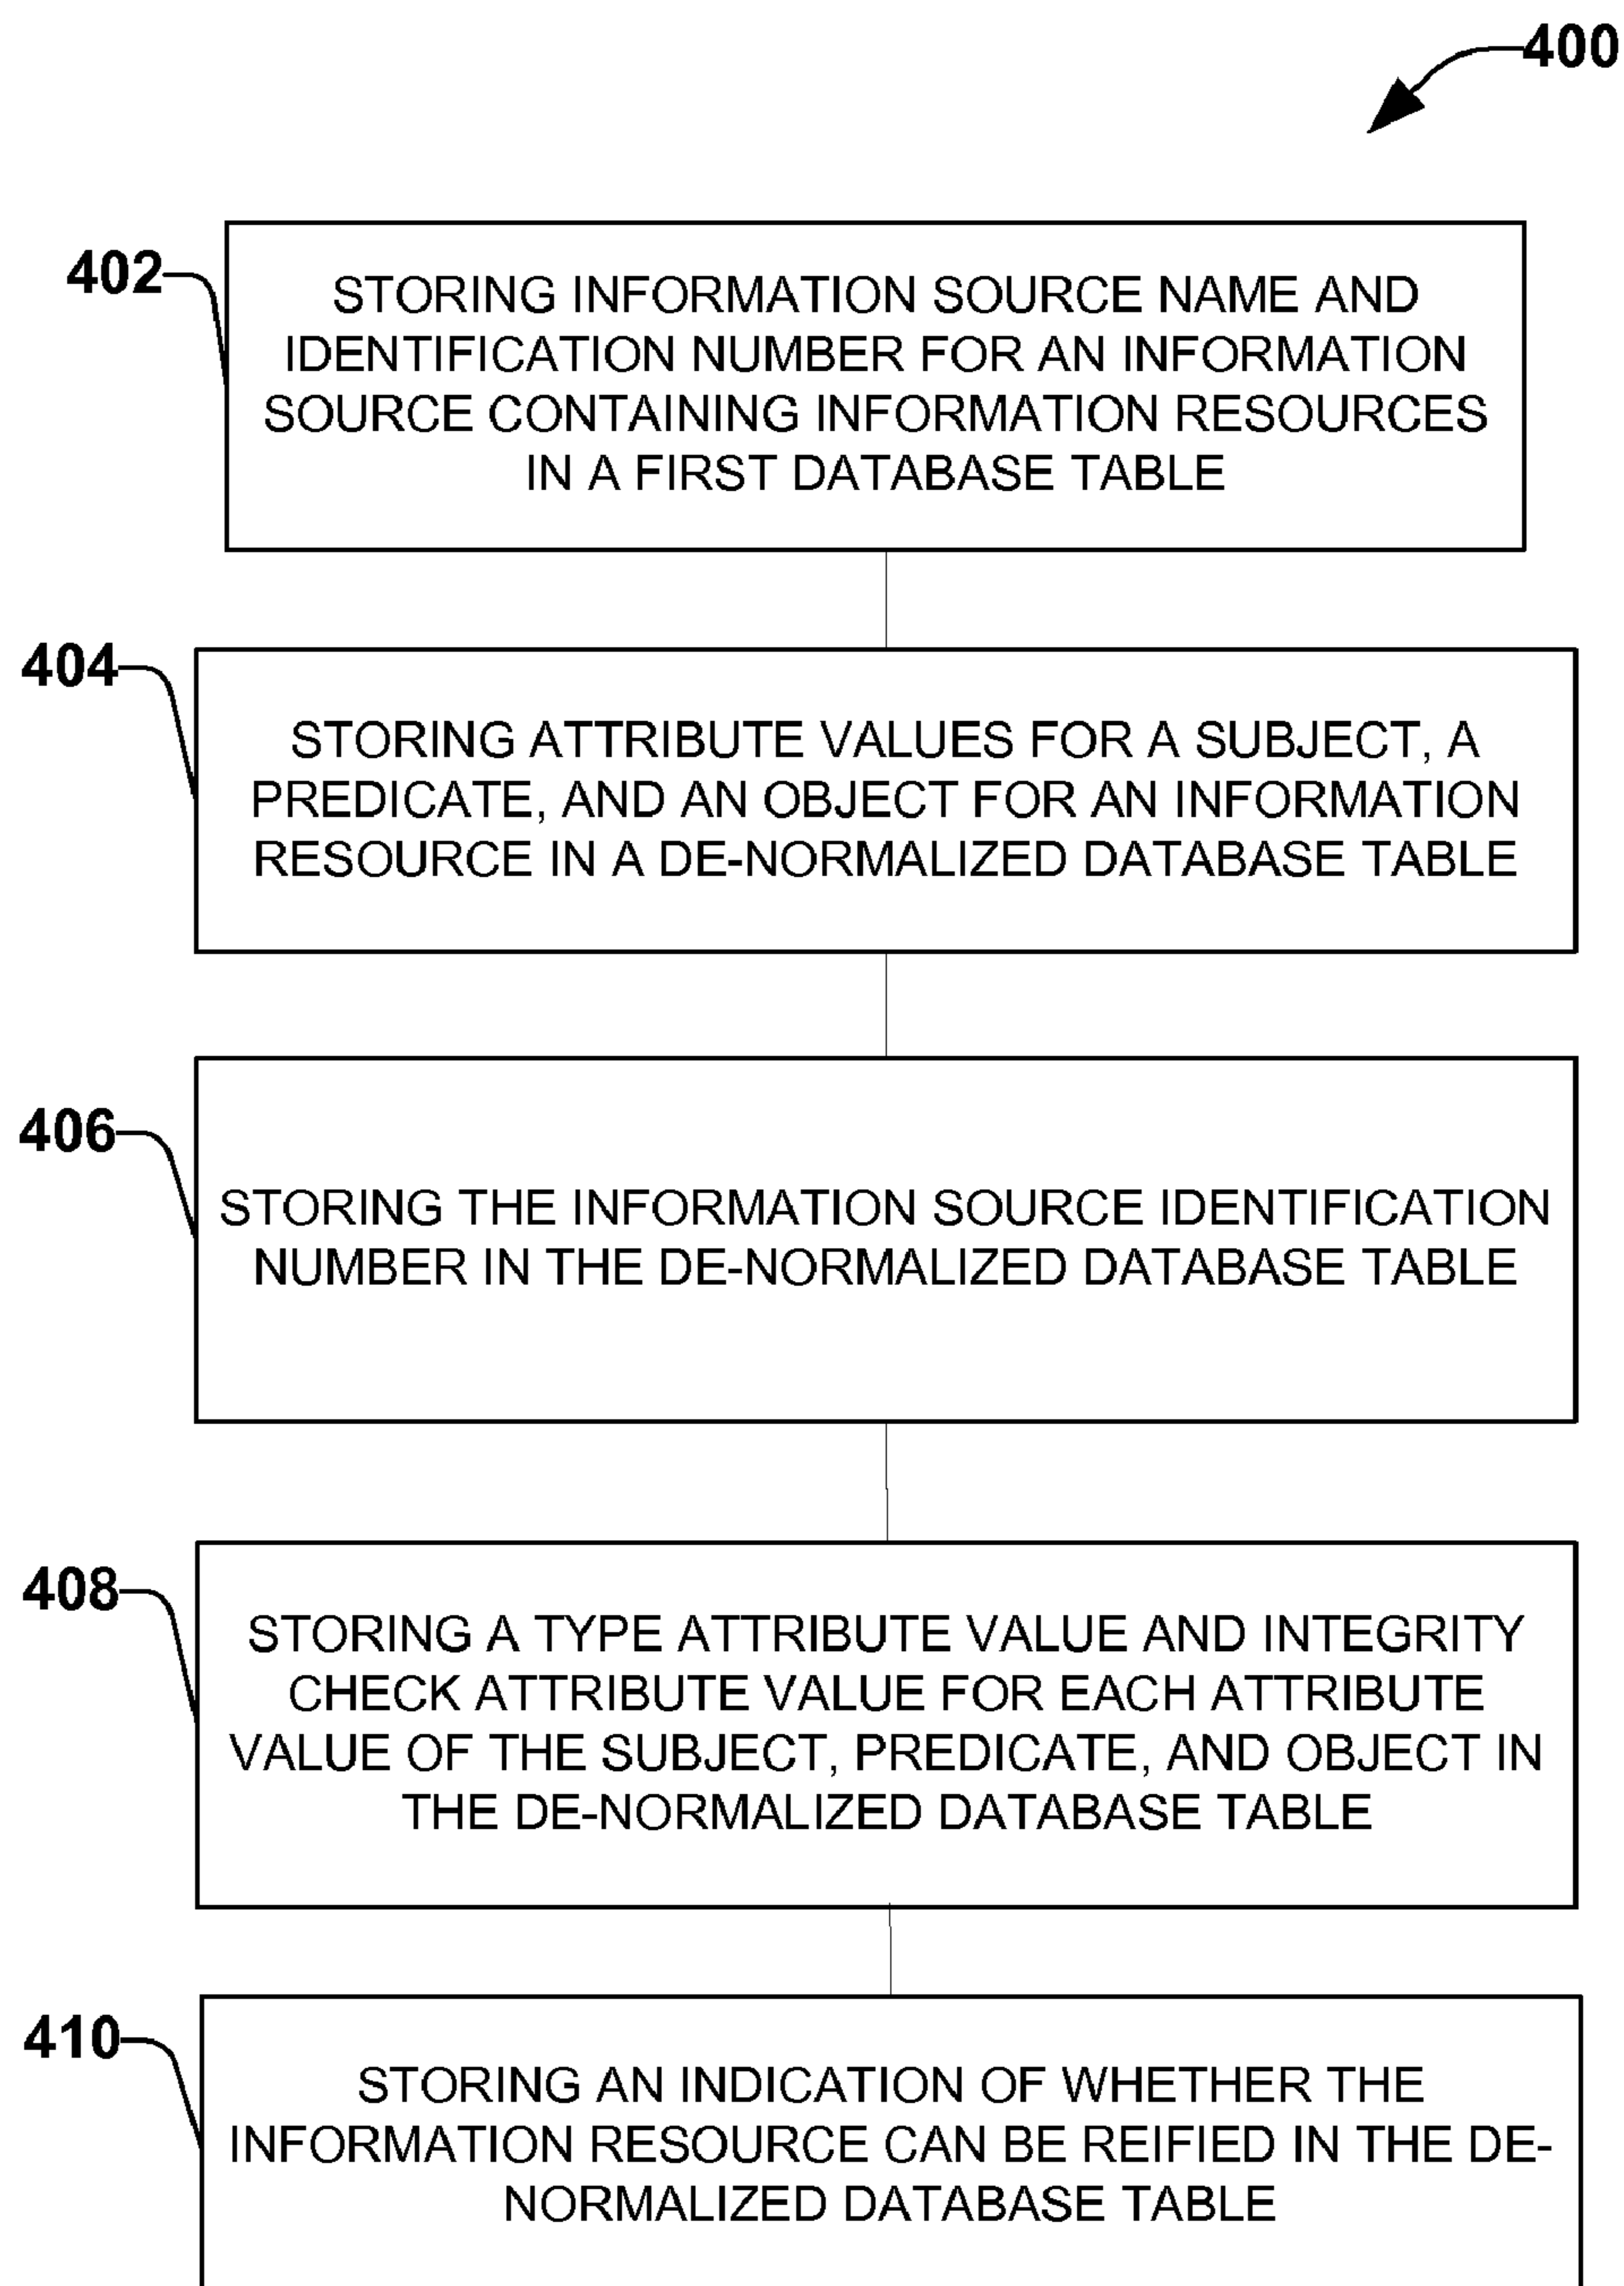 400
402
STORING INFORMATION SOURCE NAME AND
IDENTIFICATION NUMBER FOR AN INFORMATION
SOURCE CONTAINING INFORMATION RESOURCES
IN A FIRST DATABASE TABLE
404
STORING ATTRIBUTE VALUES FOR A SUBJECT, A
PREDICATE, AND AN OBJECT FOR AN INFORMATION
RESOURCE IN A DE-NORMALIZED DATABASE TABLE
406
STORING THE INFORMATION SOURCE IDENTIFICATION
NUMBER IN THE DE-NORMALIZED DATABASE TABLE
408
STORING A TYPE ATTRIBUTE VALUE AND INTEGRITY
CHECK ATTRIBUTE VALUE FOR EACH ATTRIBUTE
VALUE OF THE SUBJECT, PREDICATE, AND OBJECT IN
THE DE-NORMALIZED DATABASE TABLE
410
STORING AN INDICATION OF WHETHER THE
INFORMATION RESOURCE CAN BE REIFIED IN THE DE-
NORMALIZED DATABASE TABLE